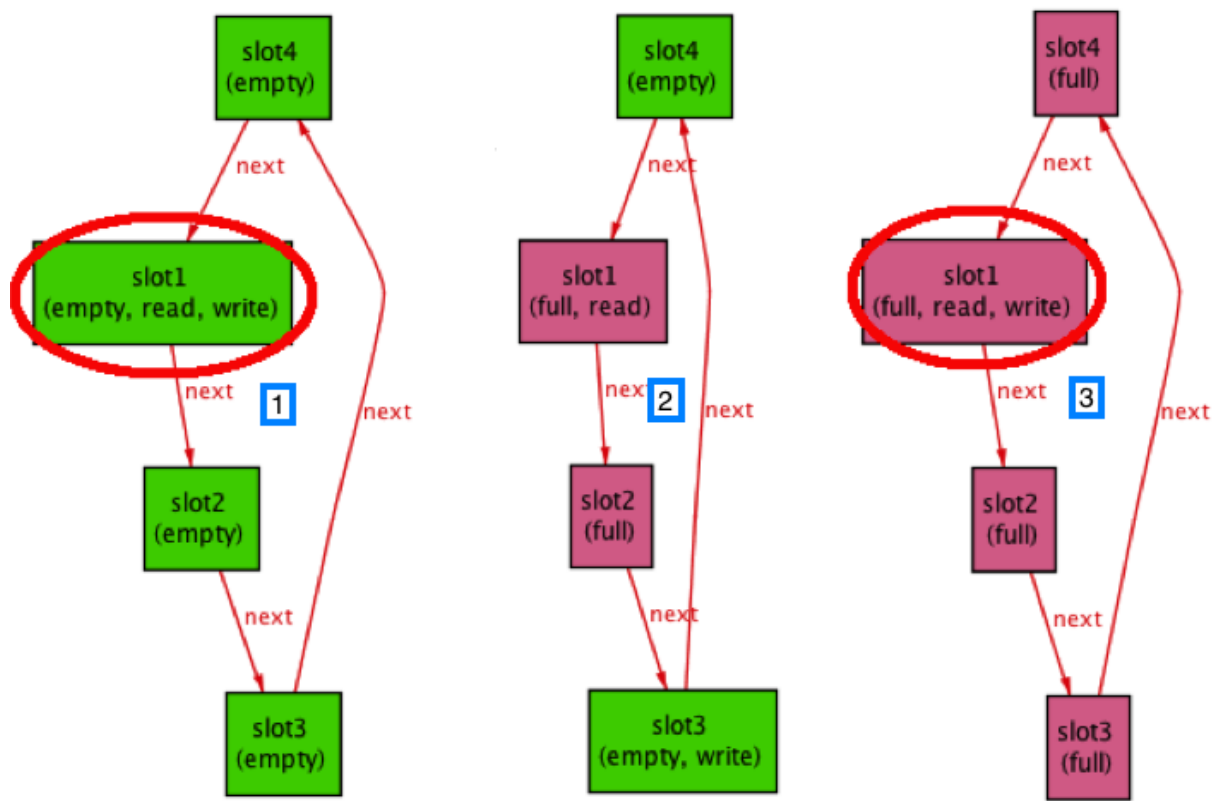 slot4
(empty)
next
slot1
(empty, read, write)
next
1
next
slot2
(empty)
next
slot3
(empty)
slot4
(empty)
next
slot1
(full, read)
next
2
next
slot2
(full)
next
slot3
(empty, write)
slot4
(full)
next
slot1
(full, read, write)
next
3
next
slot2
(full)
next
slot3
(full)